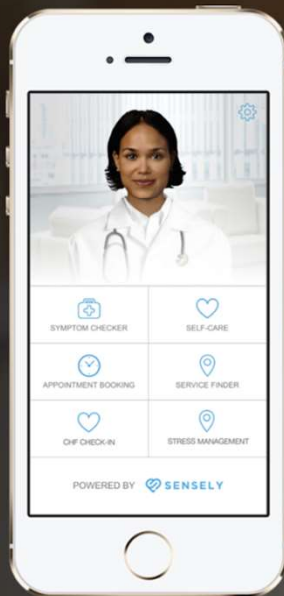 SYMPTOM CHECKER
SELF-CARE
APPOINTMENT BOOKING
SERVICE FINDER
CHF CHECK-IN
STRESS MANAGEMENT
POWERED BY SENSELY